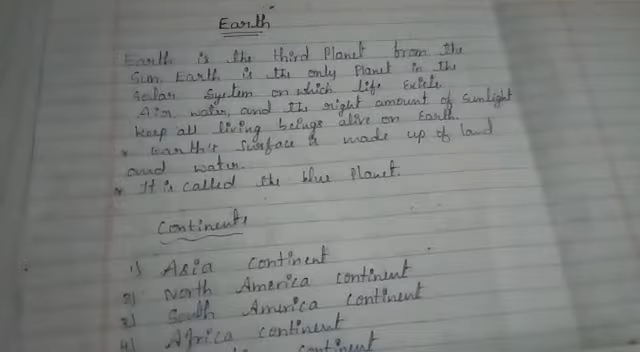 Earth
Earth is the third Planet from the
Sun. Earth is the only Planet in the
Solar System on which life exists.
Air, water, and the right amount of Sunlight
keep all living beings alive on Earth.
* Earth's Surface is made up of land
and water.
* It is called the blue Planet.
Continents
1) Asia continent
2) North America continent
3) South America continent
4) Africa continent
continent